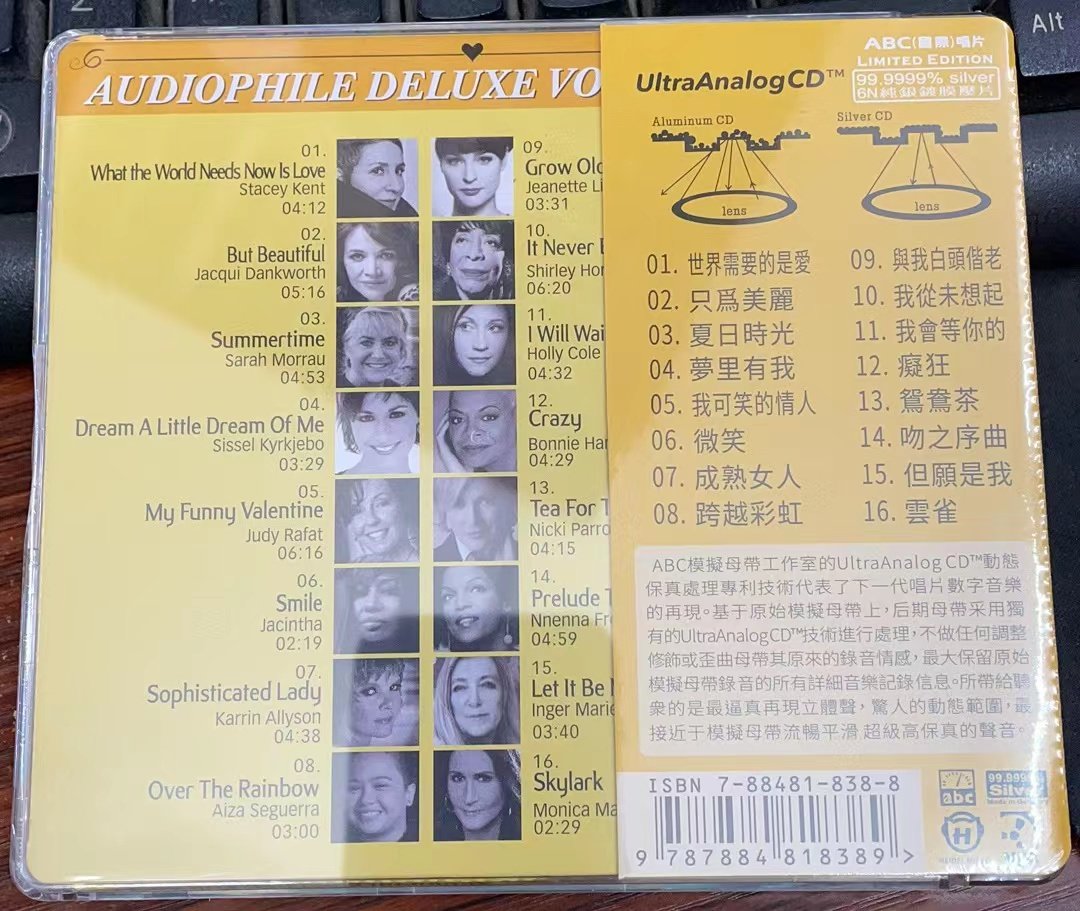 Z
Alt
AUDIOPHILE DELUXE VO
01.
What the World Needs Now Is Love
Stacey Kent
04:12
02.
But Beautiful
Jacqui Dankworth
05:16
03.
Summertime
Sarah Morrau
04:53
04.
Dream A Little Dream Of Me
Sissel Kyrkjebo
03:29
05.
My Funny Valentine
Judy Rafat
06:16
06.
Smile
Jacintha
02:19
07.
Sophisticated Lady
Karrin Allyson
04:38
08.
Over The Rainbow
Aiza Seguerra
03:00
09.
Grow Old
Jeanette Li
03:31
10.
It Never E
Shirley Hor
06:20
11.
I Will Wai
Holly Cole
04:32
12.
Crazy
Bonnie Har
04:29
13.
Tea For T
Nicki Parro
04:15
14.
Prelude T
Nnenna Fre
04:59
15.
Let It Be
Inger Marie
03:40
16.
Skylark
Monica Ma
02:29
ABC(國際)唱片
LIMITED EDITION
UltraAnalogCD™
99.9999% silver
6N純銀鍍膜壓片
Aluminum CD
Silver CD
lens
lens
01. 世界需要的是愛
02. 只爲美麗
03. 夏日時光
04. 夢里有我
05. 我可笑的情人
06. 微笑
07. 成熟女人
08. 跨越彩虹
09. 與我白頭偕老
10. 我從未想起
11. 我會等你的
12. 癡狂
13. 鴛鴦茶
14. 吻之序曲
15. 但願是我
16. 雲雀
ABC模擬母帶工作室的UltraAnalog CD™動態
保真處理專利技術代表了下一代唱片數字音樂
的再現。基于原始模擬母帶上,后期母帶采用獨
有的UltraAnalogCD™技術進行處理,不做任何調整
修飾或歪曲母帶其原來的錄音情感,最大保留原始
模擬母帶錄音的所有詳細音樂記錄信息。所帶給聽
衆的是最逼真再現立體聲,驚人的動態範圍,最
接近于模擬母帶流暢平滑 超級高保真的聲音。
ISBN 7-88481-838-8
9 787884 818389 >
abc
99.9999%
Silver
H